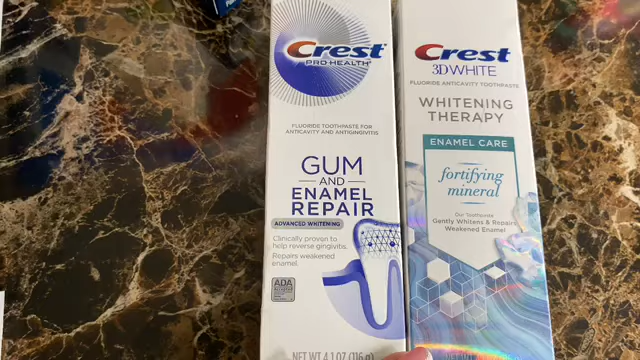 Crest
PRO-HEALTH
FLUORIDE TOOTHPASTE FOR
ANTICAVITY AND ANTIGINGIVITIS
GUM
AND
ENAMEL
REPAIR
ADVANCED WHITENING
Clinically proven to
help reverse gingivitis.
Repairs weakened
enamel.
ADA
NET WT 4.1 OZ (116 g)
Crest
3D WHITE
FLUORIDE ANTICAVITY TOOTHPASTE
WHITENING
THERAPY
ENAMEL CARE
fortifying
mineral
Our Toothpaste
Gently Whitens & Repairs
Weakened Enamel